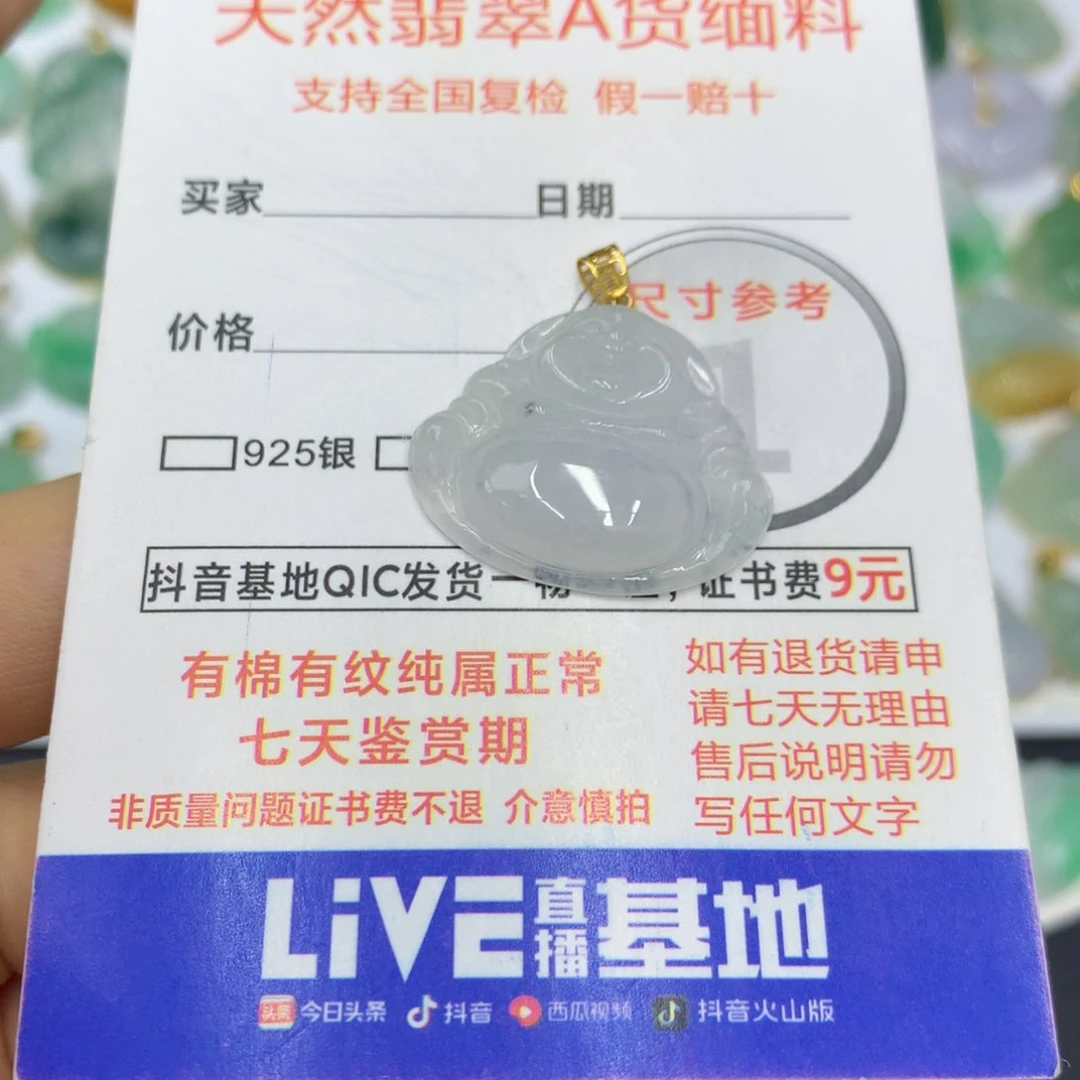 天然翡翠A货缅料
支持全国复检 假一赔十
买家 日期
尺寸参考
价格
1
925银
抖音基地QIC发货一物 ，证书费9元
有棉有纹纯属正常
七天鉴赏期
非质量问题证书费不退 介意慎拍
如有退货请申
请七天无理由
售后说明请勿
写任何文字
LiVE直播基地
头条 今日头条 抖音 西瓜视频 抖音火山版